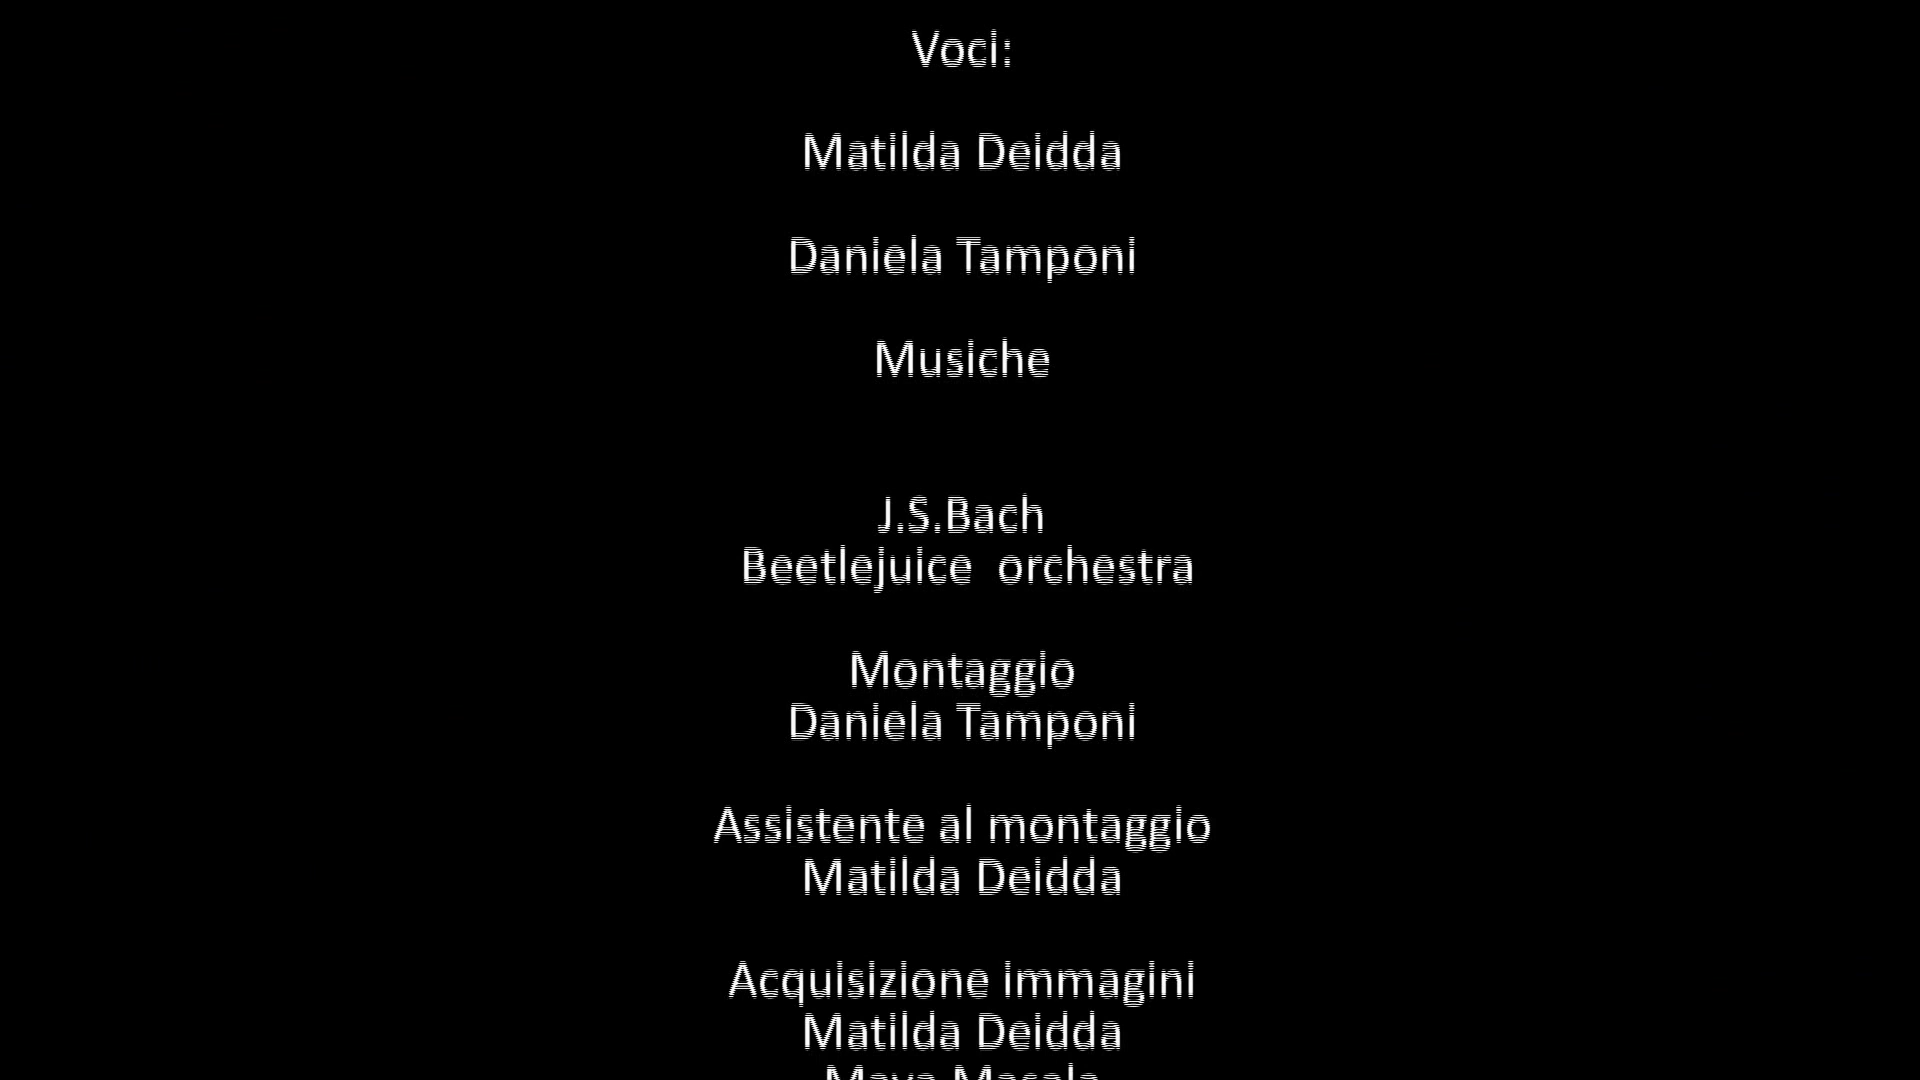 Voci:
Matilda Deidda
Daniela Tamponi
Musiche
J.S.Bach
Beetlejuice  orchestra
Montaggio
Daniela Tamponi
Assistente al montaggio
Matilda Deidda
Acquisizione immagini
Matilda Deidda